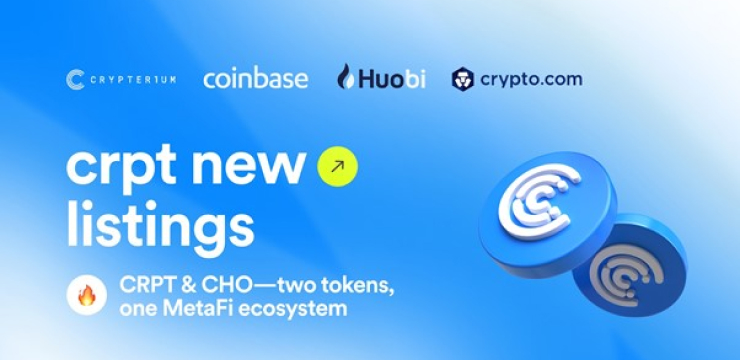 CRYPTERIUM coinbase Huobi crypto.com
crpt new
listings
CRPT & CHO—two tokens,
one MetaFi ecosystem